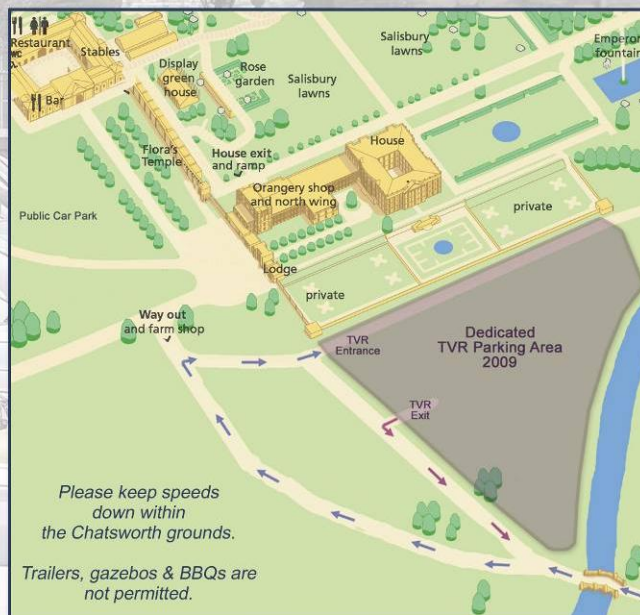 Restaurant
WC
Stables
Bar
Display
green
house
Rose
garden
Salisbury
lawns
Salisbury
lawns
Emperor
fountain
Flora's
Temple
House exit
and ramp
House
Orangery shop
and north wing
private
Public Car Park
Lodge
private
Way out
and farm shop
TVR
Entrance
Dedicated
TVR Parking Area
2009
TVR
Exit
Please keep speeds
down within
the Chatsworth grounds.
Trailers, gazebos & BBQs are
not permitted.